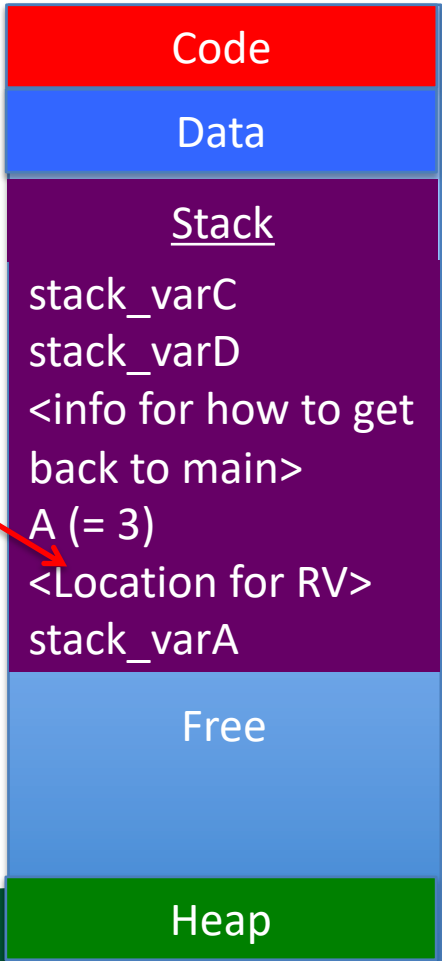 Code
Data
Stack
stack_varC
stack_varD
<info for how to get
back to main>
A (= 3)
<Location for RV>
stack_varA
Free
Heap